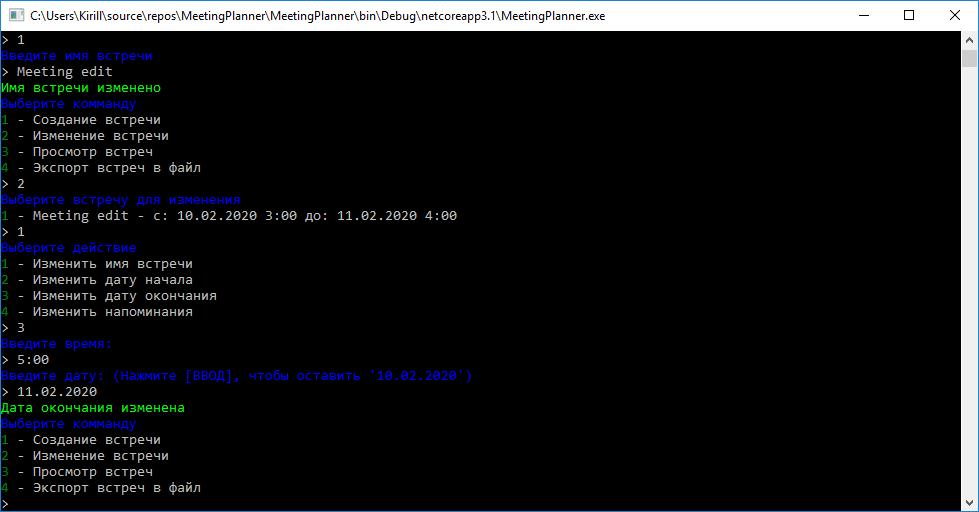 C:\Users\Kirill\source\repos\MeetingPlanner\MeetingPlanner\bin\Debug\netcoreapp3.1\MeetingPlanner.exe
> 1
Введите имя встречи
> Meeting edit
Имя встречи изменено
Выберите комманду
1 - Создание встречи
2 - Изменение встречи
3 - Просмотр встреч
4 - Экспорт встреч в файл
> 2
Выберите встречу для изменения
1 - Meeting edit - с: 10.02.2020 3:00 до: 11.02.2020 4:00
> 1
Выберите действие
1 - Изменить имя встречи
2 - Изменить дату начала
3 - Изменить дату окончания
4 - Изменить напоминания
> 3
Введите время:
> 5:00
Введите дату: (Нажмите [ВВОД], чтобы оставить '10.02.2020')
> 11.02.2020
Дата окончания изменена
Выберите комманду
1 - Создание встречи
2 - Изменение встречи
3 - Просмотр встреч
4 - Экспорт встреч в файл
>